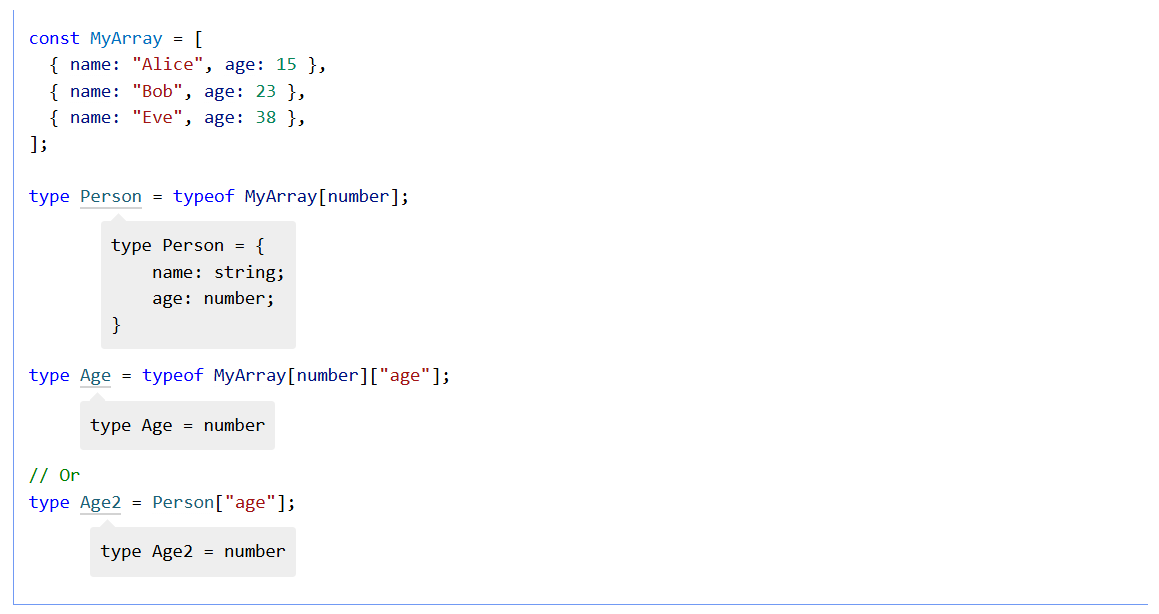 const MyArray = [
  { name: "Alice", age: 15 },
  { name: "Bob", age: 23 },
  { name: "Eve", age: 38 },
];
type Person = typeof MyArray[number];
type Person = {
    name: string;
    age: number;
}
type Age = typeof MyArray[number]["age"];
type Age = number
// Or
type Age2 = Person["age"];
type Age2 = number